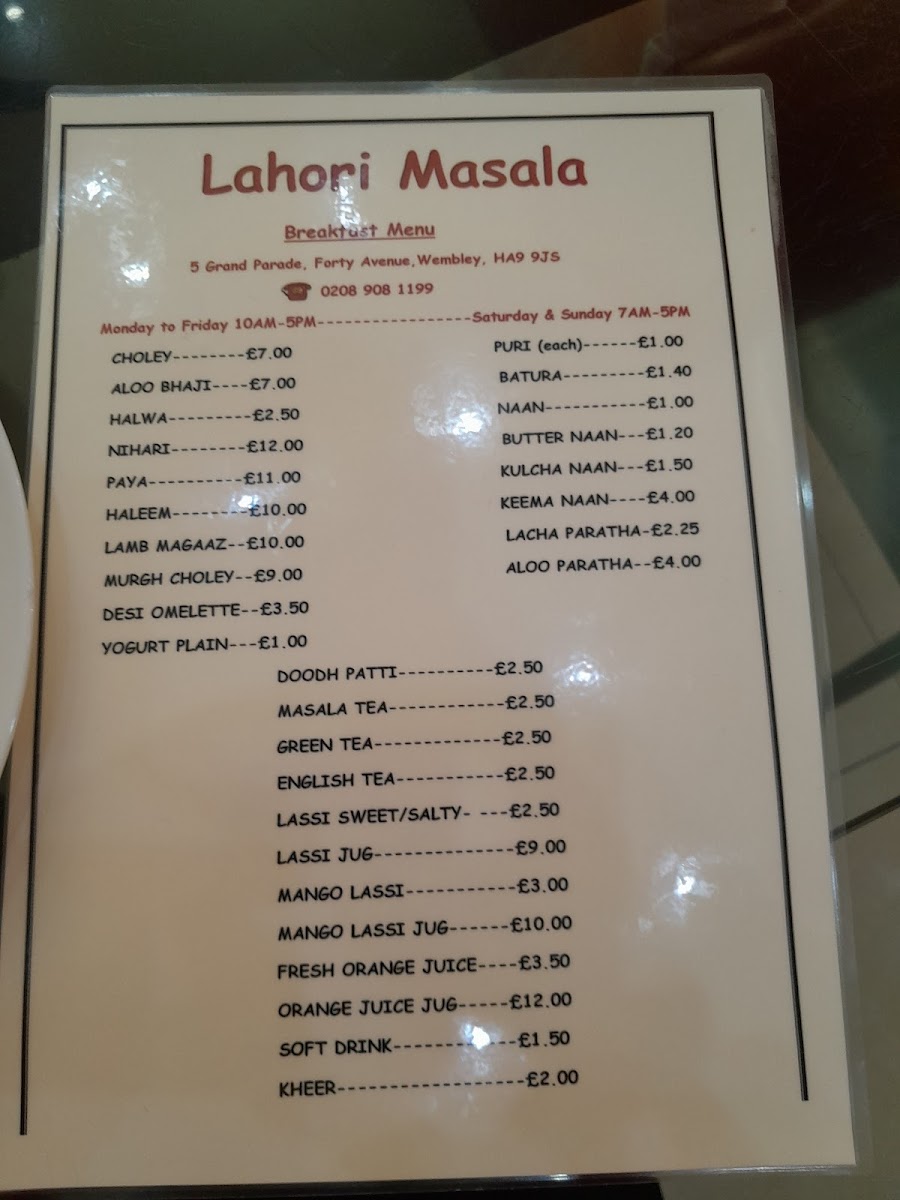 Lahori Masala
Breakfast Menu
5 Grand Parade, Forty Avenue, Wembley, HA9 9JS
0208 908 1199
Monday to Friday 10AM-5PM-----------------Saturday & Sunday 7AM-5PM
CHOLEY--------£7.00
ALOO BHAJI----£7.00
HALWA---------£2.50
NIHARI--------£12.00
PAYA----------£11.00
HALEEM--------£10.00
LAMB MAGAAZ--£10.00
MURGH CHOLEY--£9.00
DESI OMELETTE--£3.50
YOGURT PLAIN---£1.00
PURI (each)------£1.00
BATURA---------£1.40
NAAN-----------£1.00
BUTTER NAAN---£1.20
KULCHA NAAN---£1.50
KEEMA NAAN----£4.00
LACHA PARATHA-£2.25
ALOO PARATHA--£4.00
DOODH PATTI----------£2.50
MASALA TEA------------£2.50
GREEN TEA-------------£2.50
ENGLISH TEA-----------£2.50
LASSI SWEET/SALTY- ---£2.50
LASSI JUG--------------£9.00
MANGO LASSI-----------£3.00
MANGO LASSI JUG------£10.00
FRESH ORANGE JUICE----£3.50
ORANGE JUICE JUG-----£12.00
SOFT DRINK------------£1.50
KHEER------------------£2.00